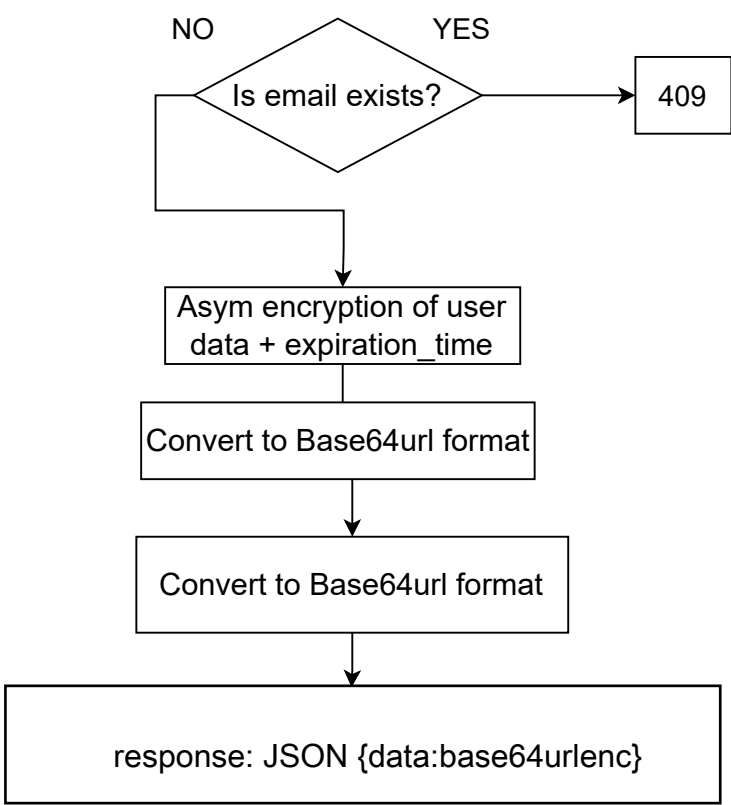 NO
YES
Is email exists?
409
Asym encryption of user
data + expiration_time
Convert to Base64url format
Convert to Base64url format
response: JSON {data:base64urlenc}